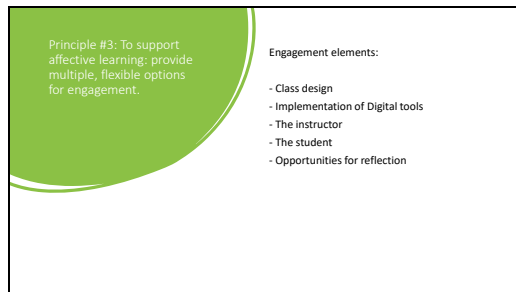 Principle #3: To support
affective learning: provide
multiple, flexible options
for engagement.
Engagement elements:
- Class design
- Implementation of Digital tools
- The instructor
- The student
- Opportunities for reflection